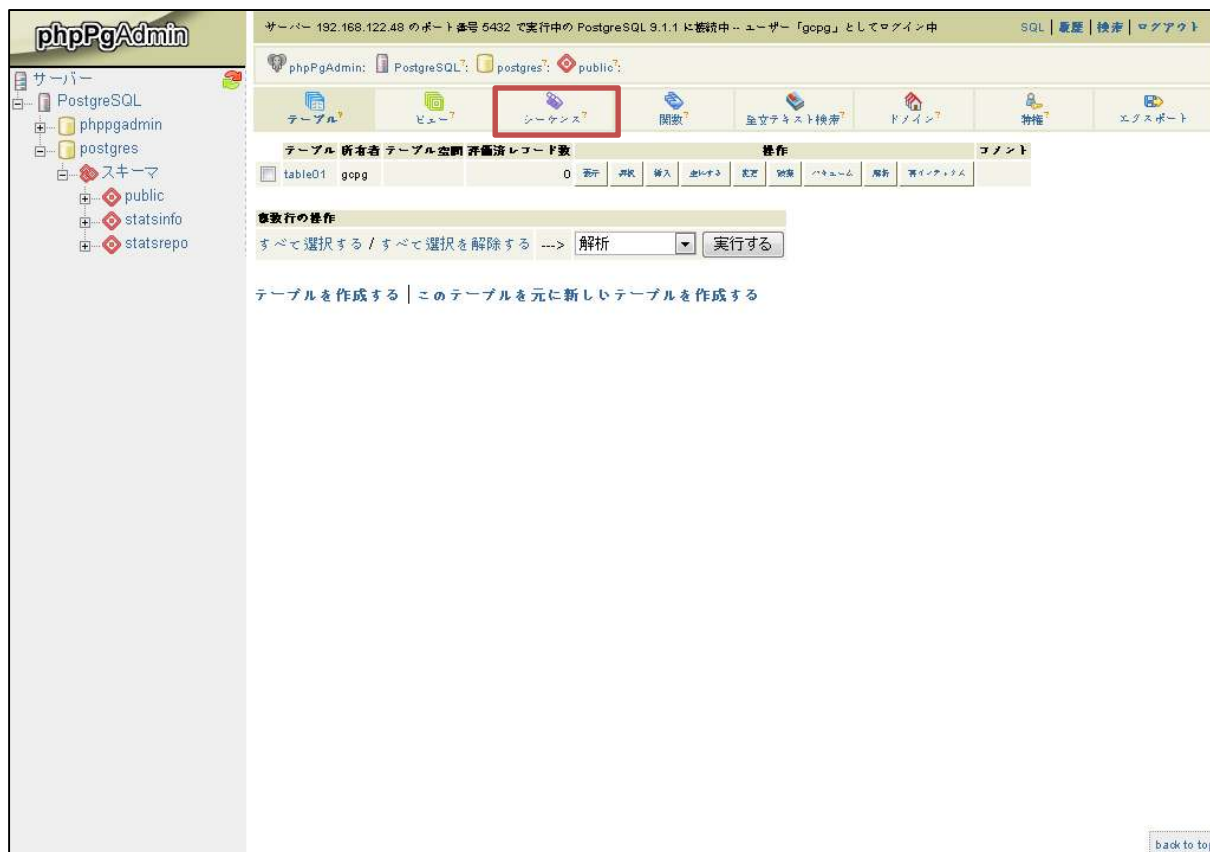 phpPgAdmin
サーバー
PostgreSQL
phppgadmin
postgres
スキーマ
public
statsinfo
statsrepo
サーバー 192.168.122.48 のポート番号 5432 で実行中の PostgreSQL 9.1.1 に接続中 -- ユーザー「gcpg」としてログイン中
SQL | 履歴 | 検索 | ログアウト
phpPgAdmin: PostgreSQL?: postgres?: public?:
テーブル? ビュー? シーケンス? 関数? 全文テキスト検索? ドメイン? 特権? エクスポート
テーブル 所有者 テーブル空間 評価済レコード数 操作 コメント
table01 gcpg 0 表示 選択 挿入 空にする 変更 破棄 バキューム 解析 再インデックス
複数行の操作
すべて選択する / すべて選択を解除する ---> 解析 実行する
テーブルを作成する | このテーブルを元に新しいテーブルを作成する
back to top